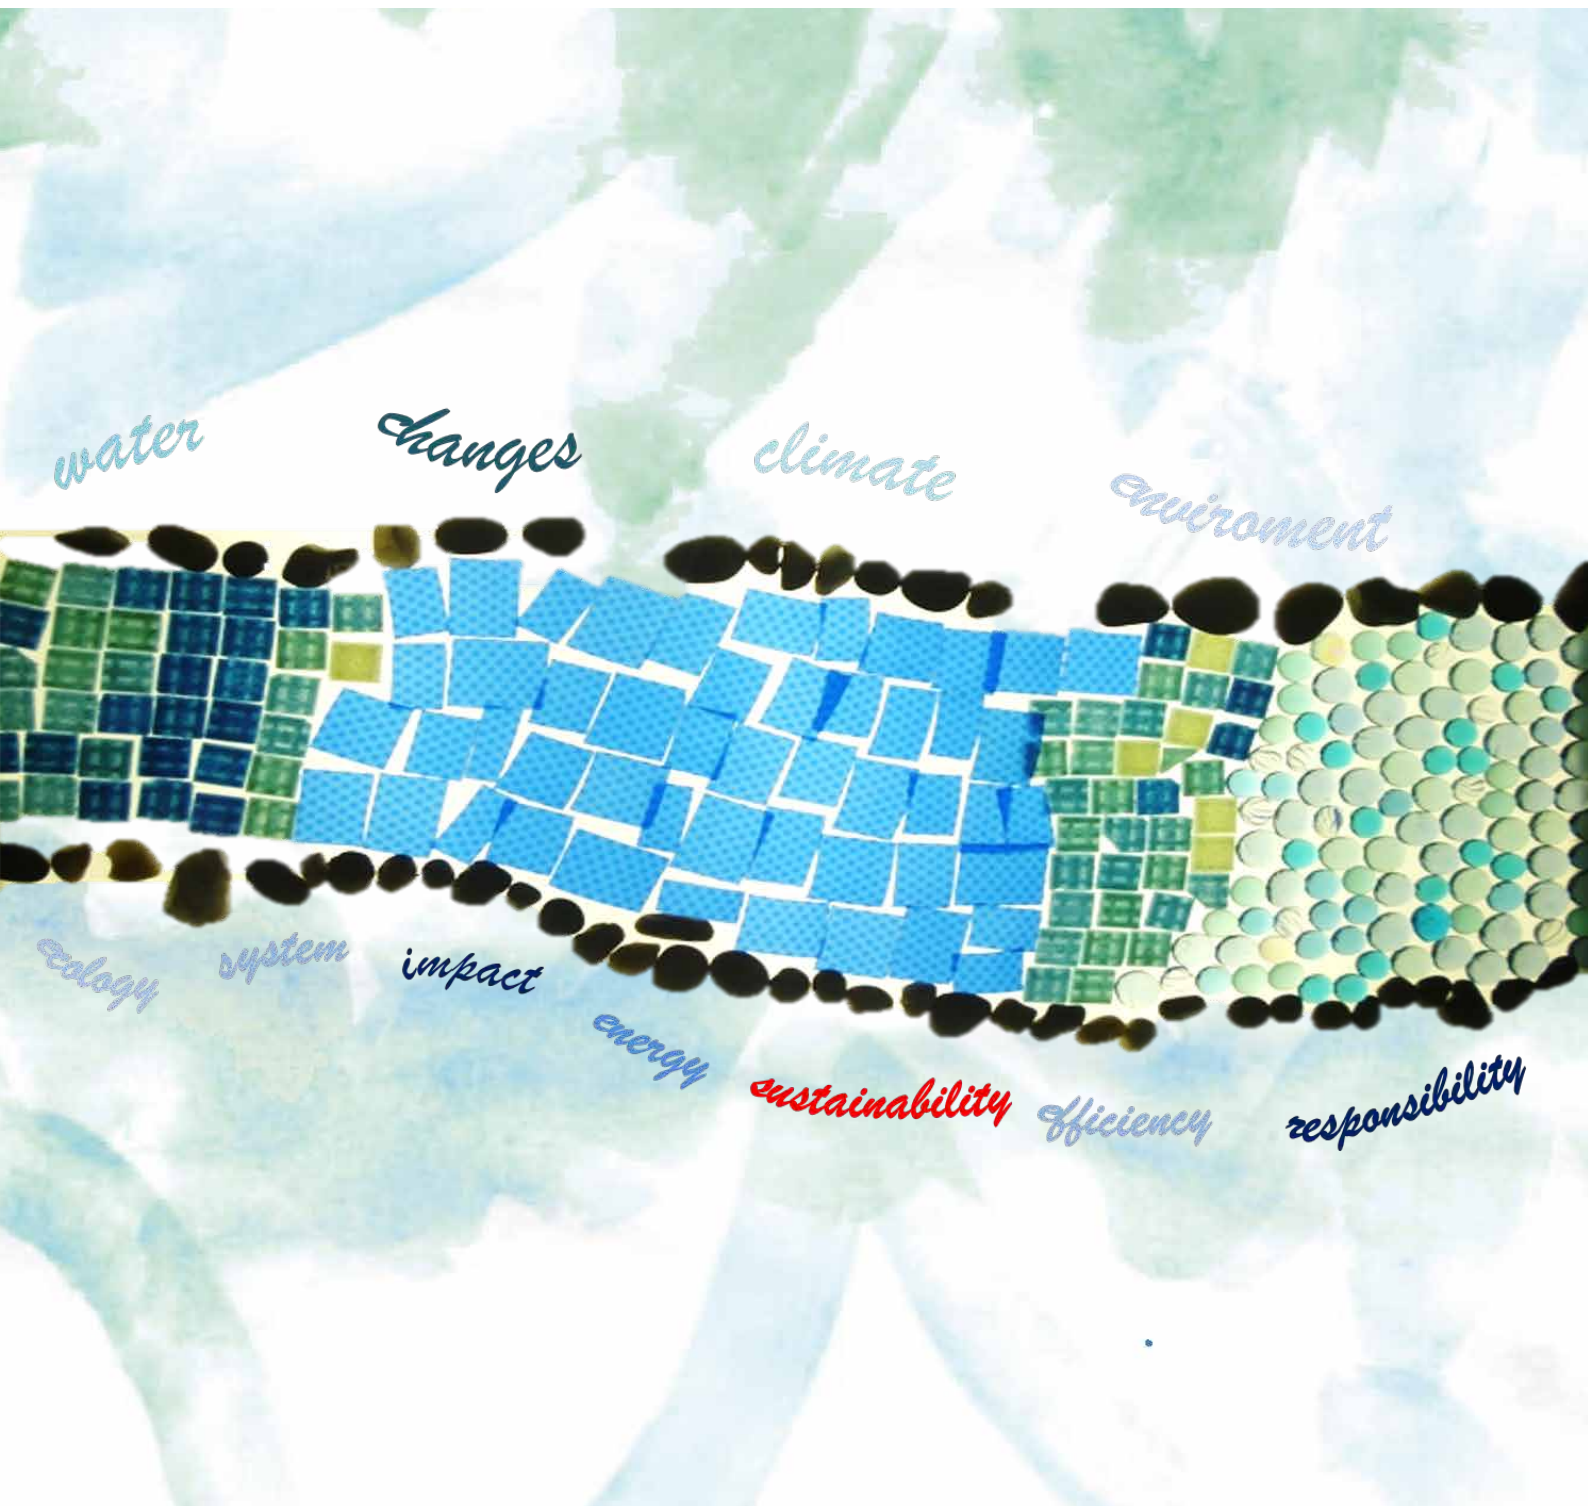 water
changes
climate
enviroment
ecology
system
impact
energy
sustainability
efficiency
responsibility